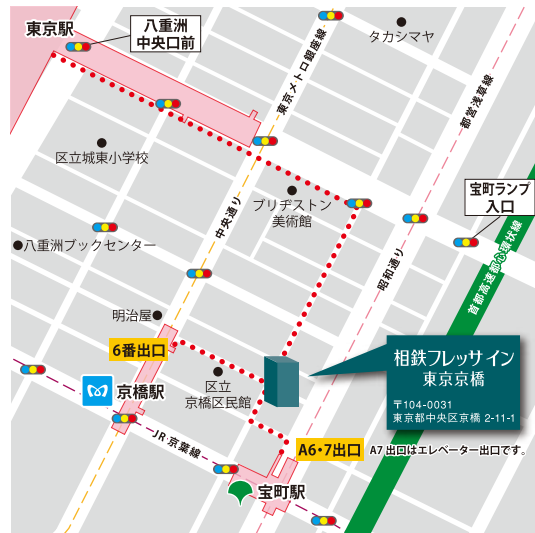 東京駅
八重洲
中央口前
タカシマヤ
東京メトロ銀座線
都営浅草線
区立城東小学校
ブリヂストン
美術館
宝町ランプ
入口
中央通り
八重洲ブックセンター
昭和通り
首都高速都心環状線
明治屋
6番出口
相鉄フレッサイン
東京京橋
〒104-0031
東京都中央区京橋 2-11-1
京橋駅
区立
京橋区民館
JR京葉線
A6・7出口
A7 出口はエレベーター出口です。
宝町駅